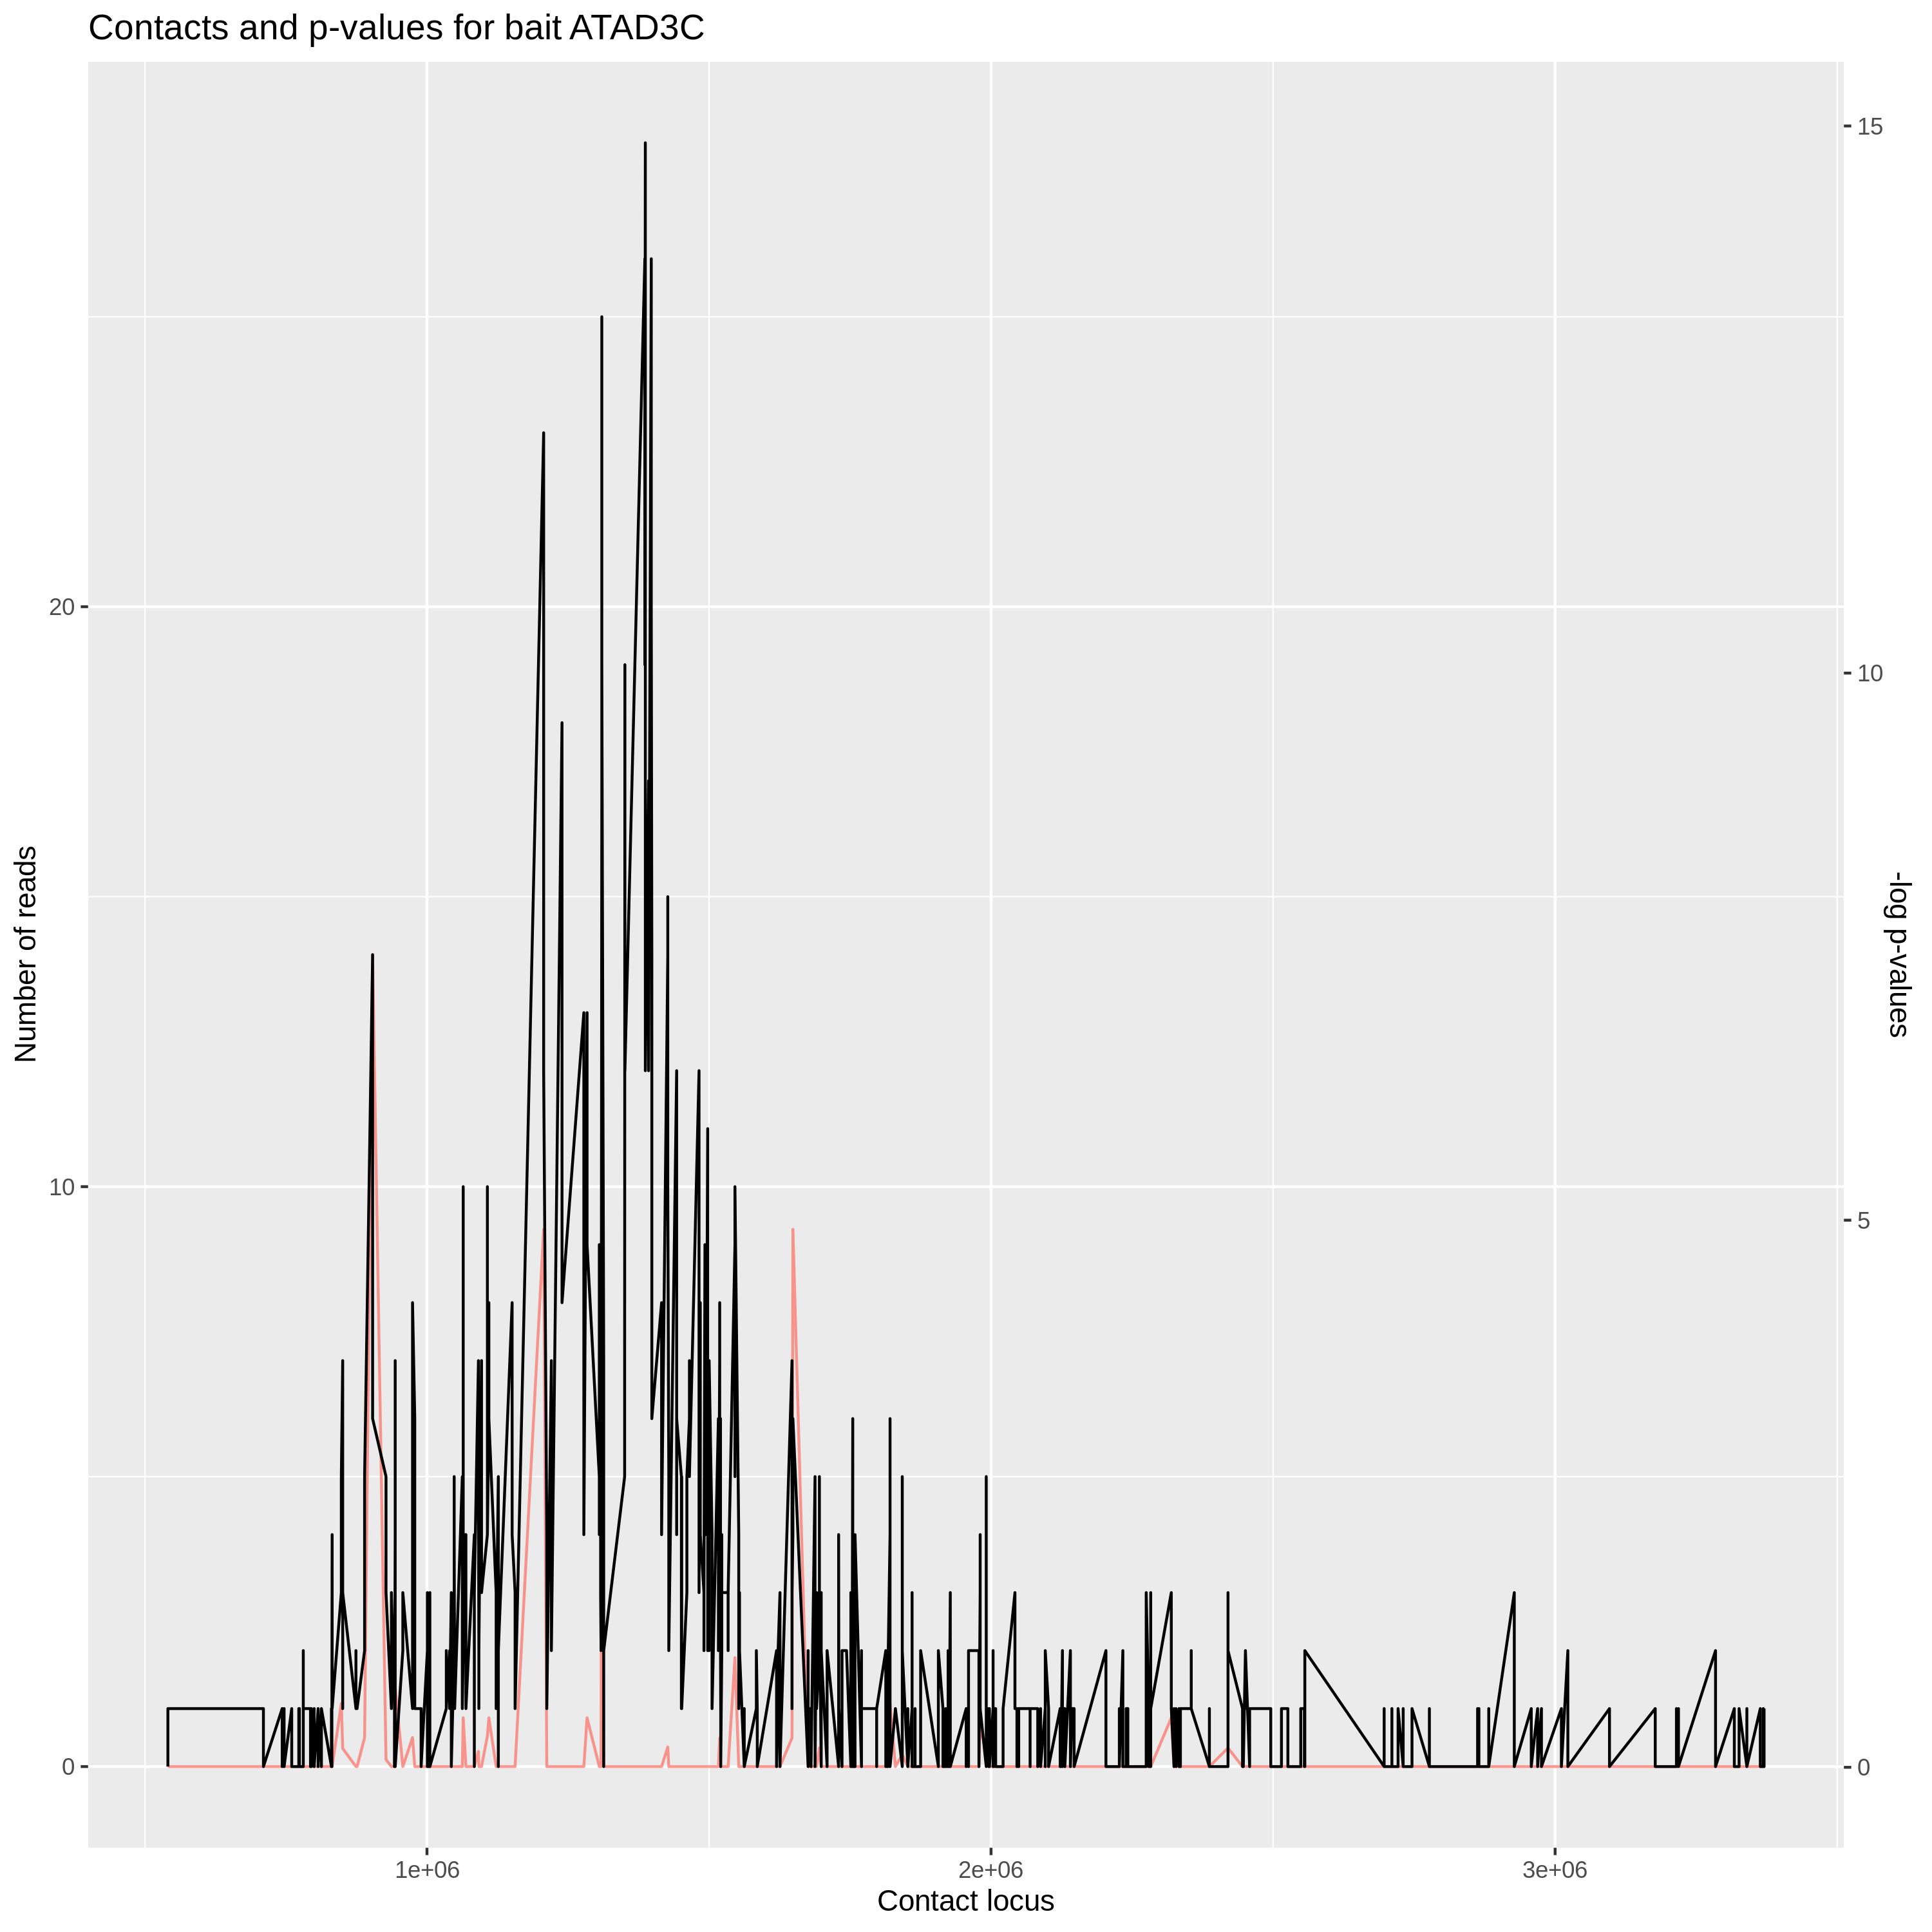 Contacts and p-values for bait ATAD3C
15
20
10
Number of reads
-log p-values
10
5
0
0
1e+06
2e+06
3e+06
Contact locus